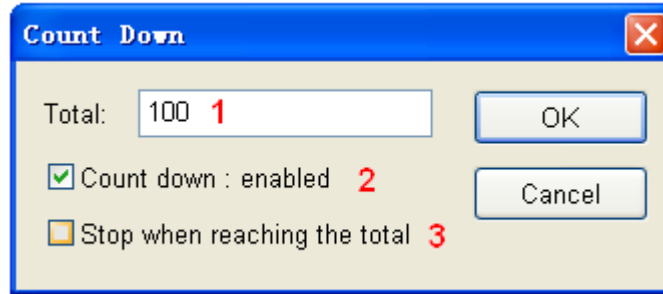 Count Down
Total: 100 1 OK
Count down : enabled 2 Cancel
Stop when reaching the total 3